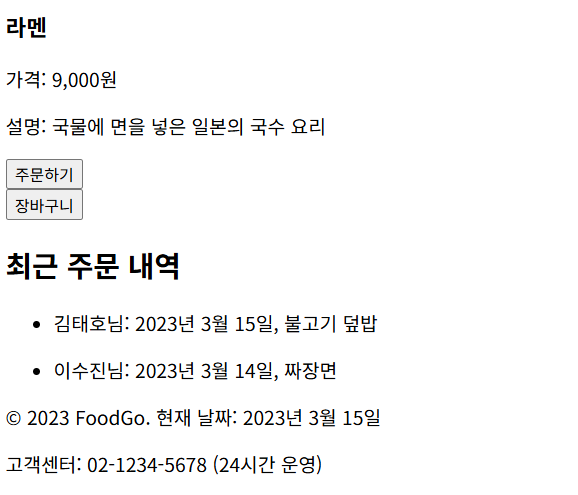 라멘
가격: 9,000원
설명: 국물에 면을 넣은 일본의 국수 요리
주문하기
장바구니
최근 주문 내역
• 김태호님: 2023년 3월 15일, 불고기 덮밥
• 이수진님: 2023년 3월 14일, 짜장면
© 2023 FoodGo. 현재 날짜: 2023년 3월 15일
고객센터: 02-1234-5678 (24시간 운영)